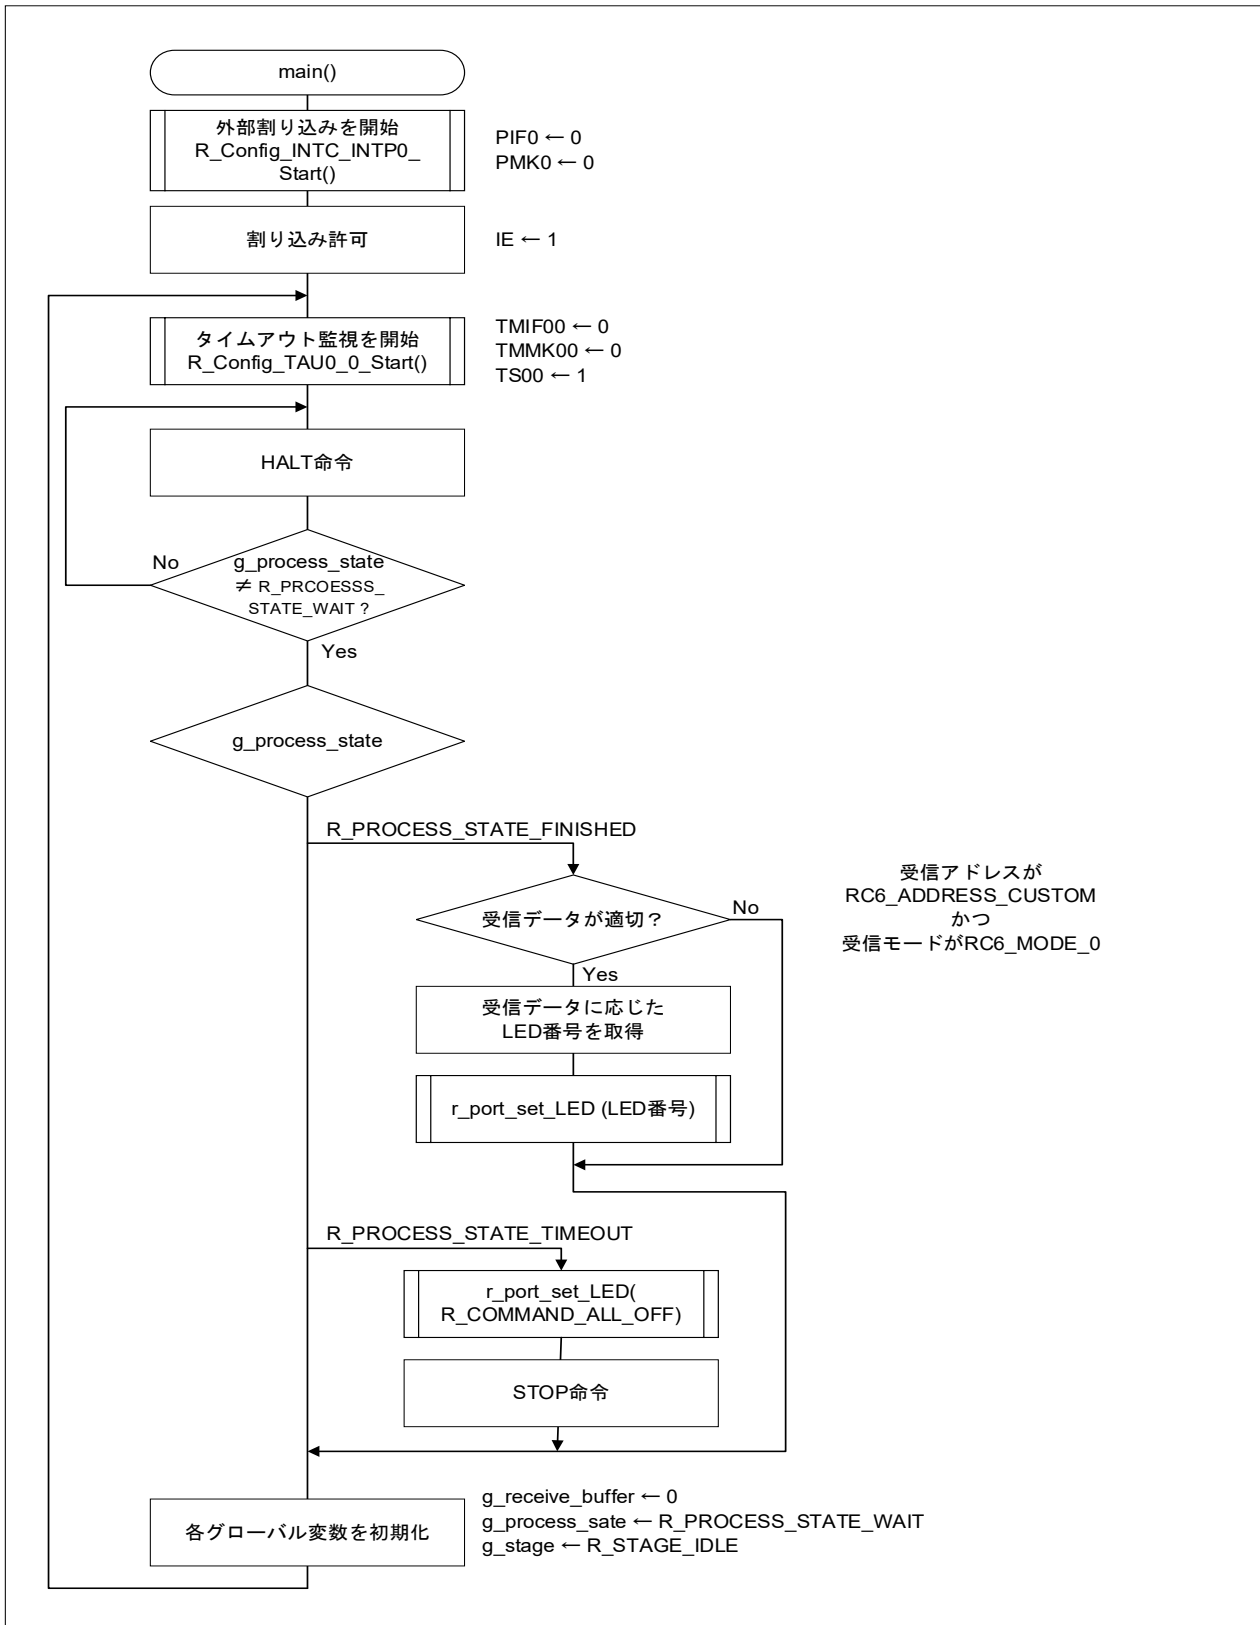 main()
外部割り込みを開始
R_Config_INTC_INTP0_
Start()
PIF0 ← 0
PMK0 ← 0
割り込み許可
IE ← 1
タイムアウト監視を開始
R_Config_TAU0_0_Start()
TMIF00 ← 0
TMMK00 ← 0
TS00 ← 1
HALT命令
No
g_process_state
≠ R_PRCOESSS_
STATE_WAIT ?
Yes
g_process_state
R_PROCESS_STATE_FINISHED
受信データが適切？
No
受信アドレスが
RC6_ADDRESS_CUSTOM
かつ
受信モードがRC6_MODE_0
Yes
受信データに応じた
LED番号を取得
r_port_set_LED (LED番号)
R_PROCESS_STATE_TIMEOUT
r_port_set_LED(
R_COMMAND_ALL_OFF)
STOP命令
各グローバル変数を初期化
g_receive_buffer ← 0
g_process_sate ← R_PROCESS_STATE_WAIT
g_stage ← R_STAGE_IDLE